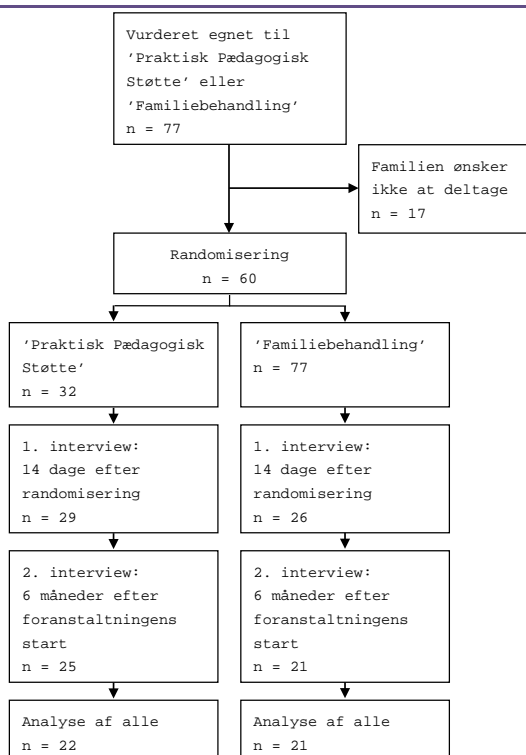 Vurderet egnet til
'Praktisk Pædagogisk
Støtte' eller
'Familiebehandling'
n = 77
Familien ønsker
ikke at deltage
n = 17
Randomisering
n = 60
'Praktisk Pædagogisk
Støtte'
n = 32
'Familiebehandling'
n = 77
1. interview:
14 dage efter
randomisering
n = 29
1. interview:
14 dage efter
randomisering
n = 26
2. interview:
6 måneder efter
foranstaltningens
start
n = 25
2. interview:
6 måneder efter
foranstaltningens
start
n = 21
Analyse af alle
n = 22
Analyse af alle
n = 21